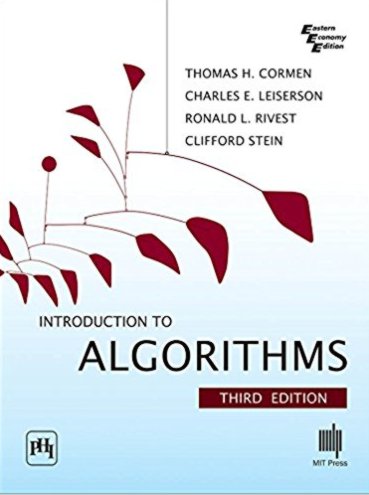 Eastern
Economy
Edition
THOMAS H. CORMEN
CHARLES E. LEISERSON
RONALD L. RIVEST
CLIFFORD STEIN
INTRODUCTION TO
ALGORITHMS
THIRD EDITION
PHI
MIT Press